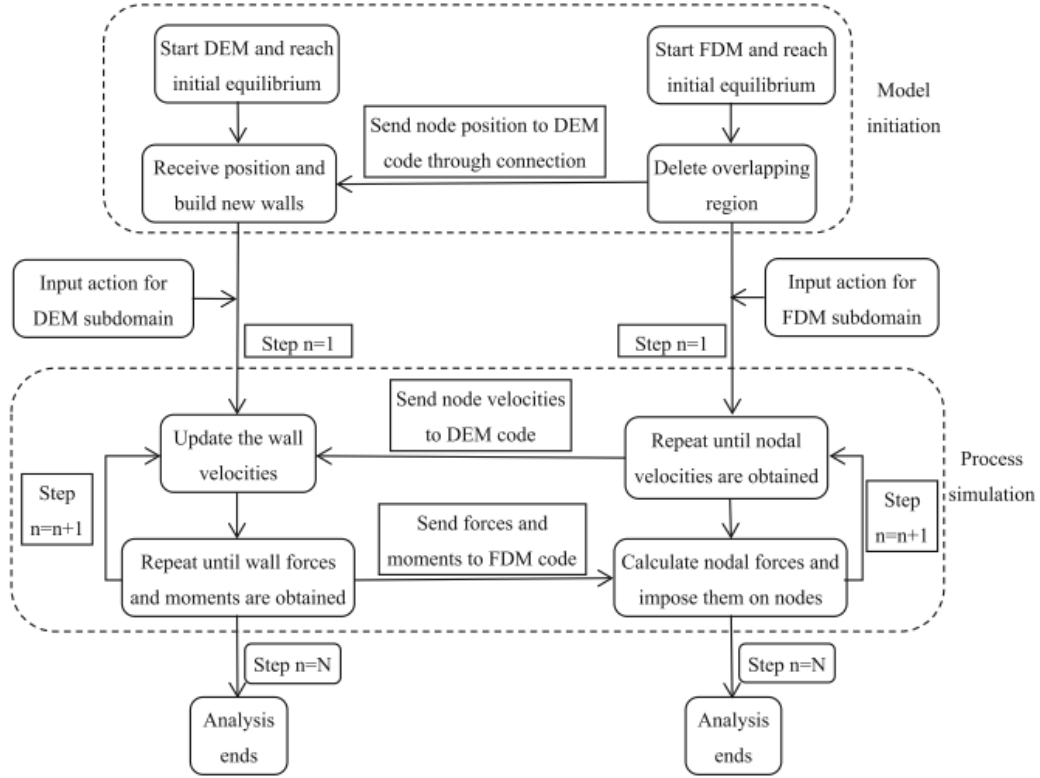 Start DEM and reach
initial equilibrium
Start FDM and reach
initial equilibrium
Model
initiation
Send node position to DEM
code through connection
Receive position and
build new walls
Delete overlapping
region
Input action for
DEM subdomain
Input action for
FDM subdomain
Step n=1
Step n=1
Send node velocities
to DEM code
Update the wall
velocities
Repeat until nodal
velocities are obtained
Process
simulation
Step
n=n+1
Step
n=n+1
Send forces and
moments to FDM code
Repeat until wall forces
and moments are obtained
Calculate nodal forces and
impose them on nodes
Step n=N
Step n=N
Analysis
ends
Analysis
ends